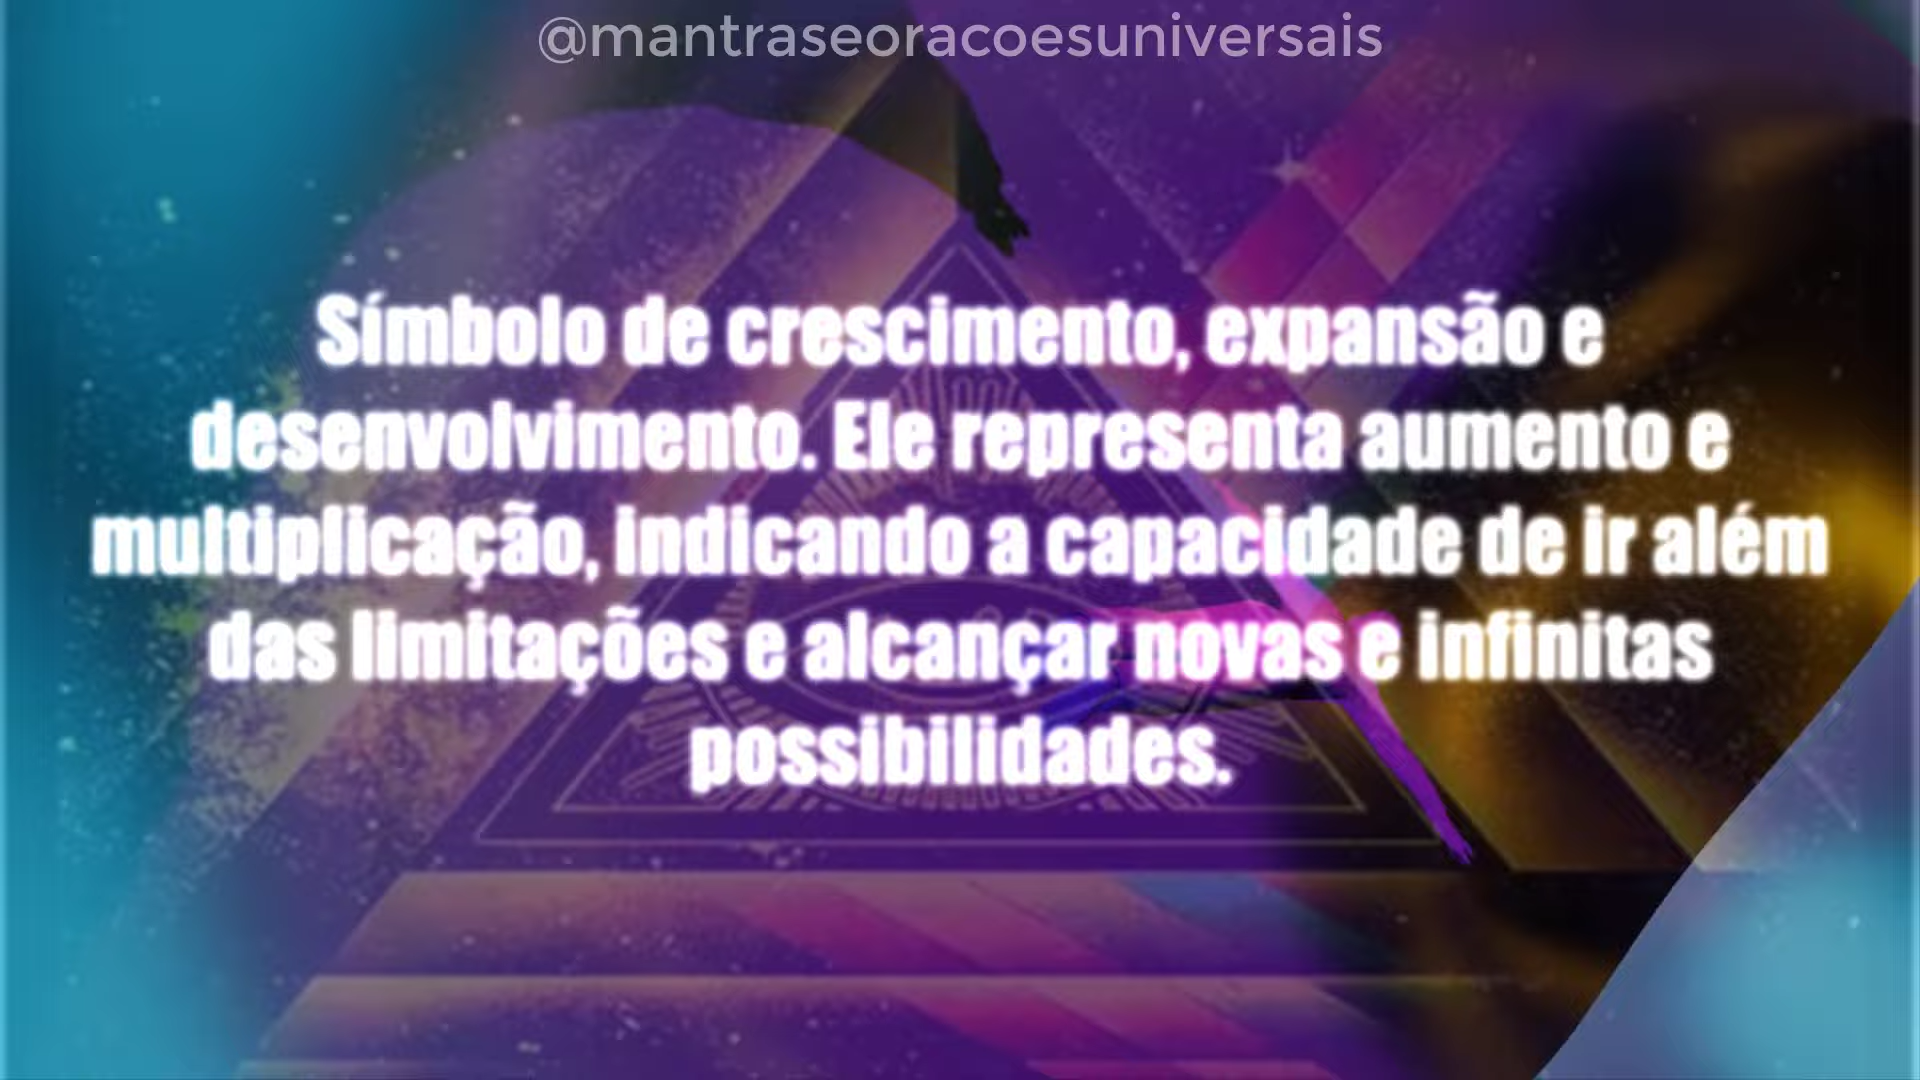 @mantraseoracoesuniversais
Símbolo de crescimento, expansão e
desenvolvimento. Ele representa aumento e
multiplicação, indicando a capacidade de ir além
das limitações e alcançar novas e infinitas
possibilidades.